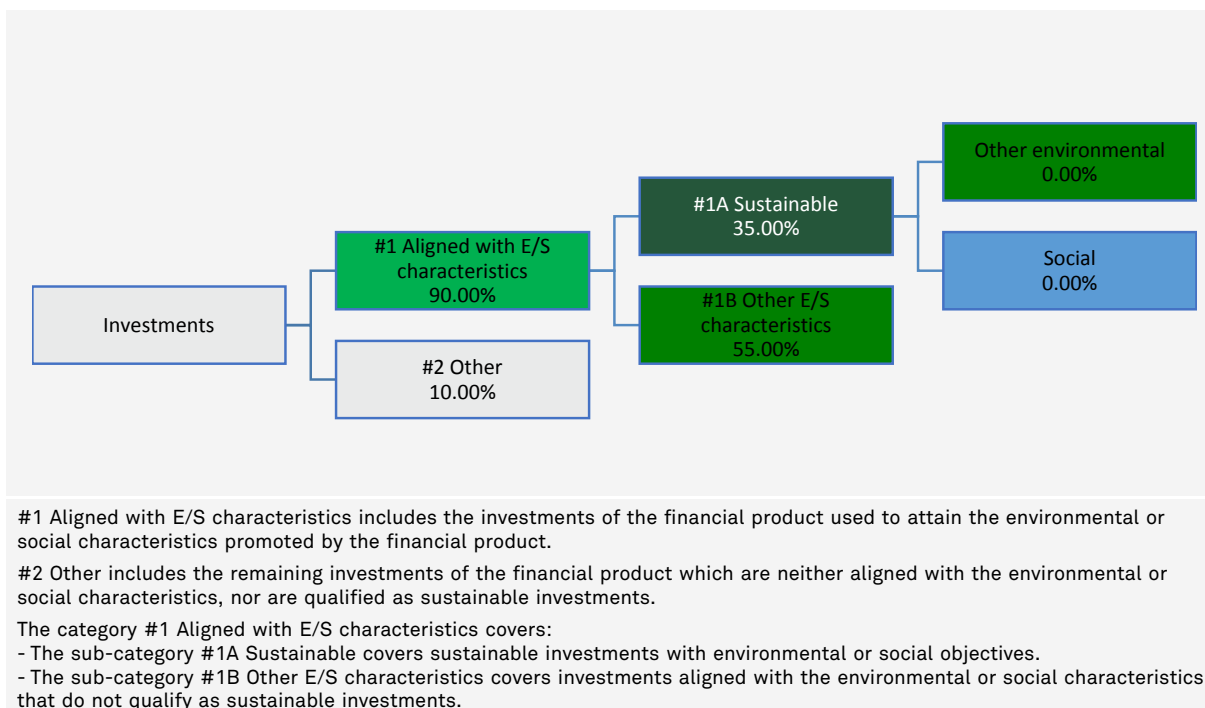 Investments
#1 Aligned with E/S
characteristics
90.00%
#2 Other
10.00%
#1A Sustainable
35.00%
#1B Other E/S
characteristics
55.00%
Other environmental
0.00%
Social
0.00%
#1 Aligned with E/S characteristics includes the investments of the financial product used to attain the environmental or
social characteristics promoted by the financial product.
#2 Other includes the remaining investments of the financial product which are neither aligned with the environmental or
social characteristics, nor are qualified as sustainable investments.
The category #1 Aligned with E/S characteristics covers:
- The sub-category #1A Sustainable covers sustainable investments with environmental or social objectives.
- The sub-category #1B Other E/S characteristics covers investments aligned with the environmental or social characteristics
that do not qualify as sustainable investments.